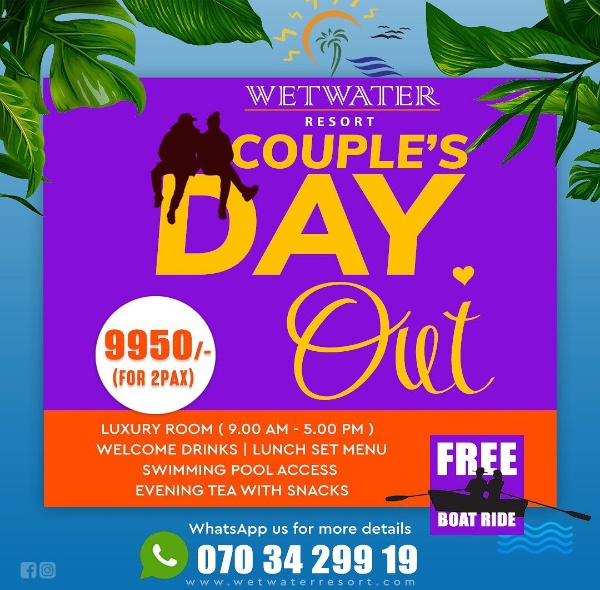 WETWATER
RESORT
COUPLE'S
DAY
Out
9950/-
(FOR 2PAX)
LUXURY ROOM ( 9.00 AM - 5.00 PM )
WELCOME DRINKS | LUNCH SET MENU
SWIMMING POOL ACCESS
EVENING TEA WITH SNACKS
FREE
BOAT RIDE
WhatsApp us for more details
070 34 299 19
www.wetwaterresort.com